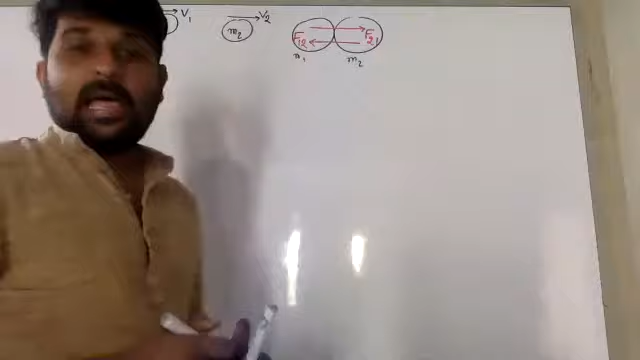 V₁
m₂ V₂
F₁₂ F₂₁
m₁ m₂